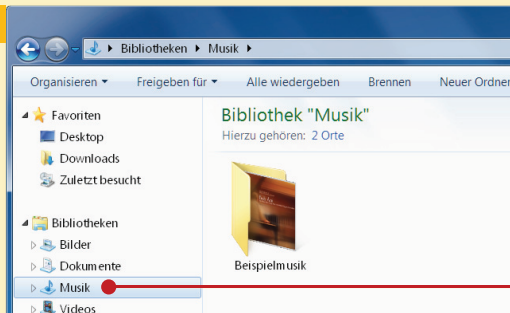 Bibliotheken Musik
Organisieren Freigeben für Alle wiedergeben Brennen Neuer Ordner
Favoriten
Desktop
Downloads
Zuletzt besucht
Bibliotheken
Bilder
Dokumente
Musik
Videos
Bibliothek "Musik"
Hierzu gehören: 2 Orte
Beispielmusik